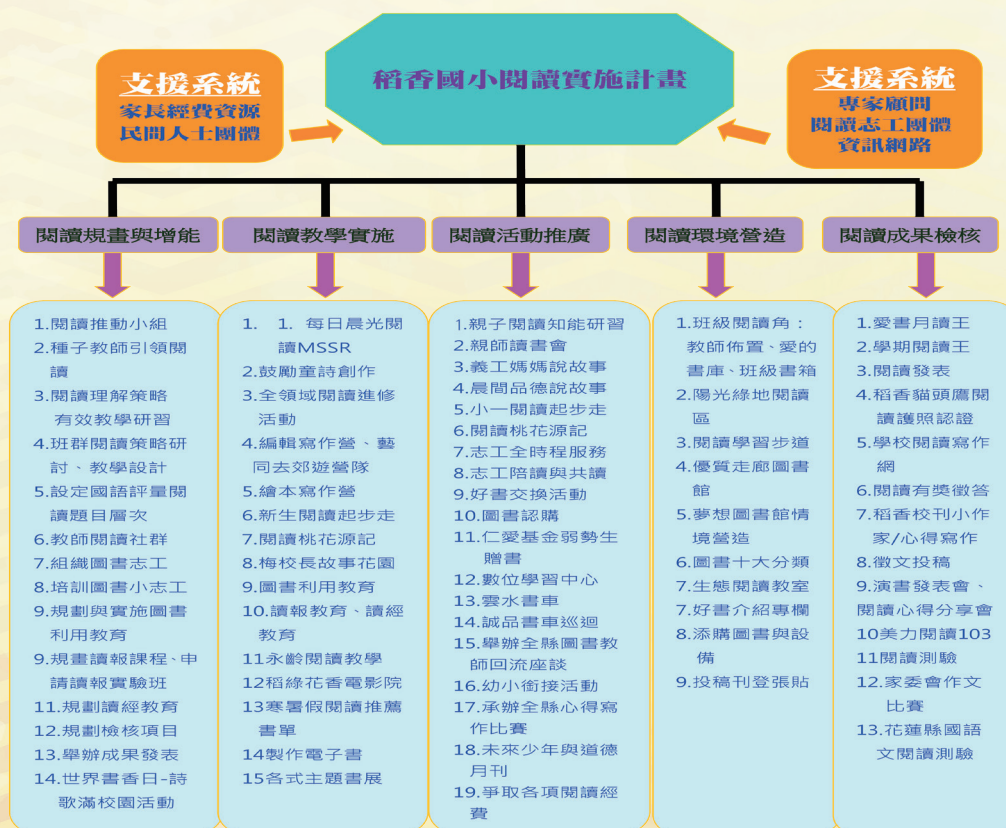 稻香國小閱讀實施計畫
支援系統
家長經費資源
民間人士團體
支援系統
專家顧問
閱讀志工團體
資訊網路
閱讀規畫與增能
1.閱讀推動小組
2.種子教師引領閱
讀
3.閱讀理解策略
有效教學研習
4.班群閱讀策略研
討、教學設計
5.設定國語評量閱
讀題目層次
6.教師閱讀社群
7.組織圖書志工
8.培訓圖書小志工
9.規劃與實施圖書
利用教育
9.規畫讀報課程、申
請讀報實驗班
11.規劃讀經教育
12.規劃檢核項目
13.舉辦成果發表
14.世界書香日-詩
歌滿校園活動
閱讀教學實施
1. 1. 每日晨光閱
讀MSSR
2.鼓勵童詩創作
3.全領域閱讀進修
活動
4.編輯寫作營、藝
同去郊遊營隊
5.繪本寫作營
6.新生閱讀起步走
7.閱讀桃花源記
8.梅校長故事花園
9.圖書利用教育
10.讀報教育、讀經
教育
11永齡閱讀教學
12稻綠花香電影院
13寒暑假閱讀推薦
書單
14製作電子書
15各式主題書展
閱讀活動推廣
1.親子閱讀知能研習
2.親師讀書會
3.義工媽媽說故事
4.晨間品德說故事
5.小一閱讀起步走
6.閱讀桃花源記
7.志工全時程服務
8.志工陪讀與共讀
9.好書交換活動
10.圖書認購
11.仁愛基金弱勢生
贈書
12.數位學習中心
13.雲水書車
14.誠品書車巡迴
15.舉辦全縣圖書教
師回流座談
16.幼小銜接活動
17.承辦全縣心得寫
作比賽
18.未來少年與道德
月刊
19.爭取各項閱讀經
費
閱讀環境營造
1.班級閱讀角：
教師佈置、愛的
書庫、班級書箱
2.陽光綠地閱讀
區
3.閱讀學習步道
4.優質走廊圖書
館
5.夢想圖書館情
境營造
6.圖書十大分類
7.生態閱讀教室
7.好書介紹專欄
8.添購圖書與設
備
9.投稿刊登張貼
閱讀成果檢核
1.愛書月讀王
2.學期閱讀王
3.閱讀發表
4.稻香貓頭鷹閱
讀護照認證
5.學校閱讀寫作
網
6.閱讀有獎徵答
7.稻香校刊小作
家/心得寫作
8.徵文投稿
9.演書發表會、
閱讀心得分享會
10美力閱讀103
11閱讀測驗
12.家委會作文
比賽
13.花蓮縣國語
文閱讀測驗